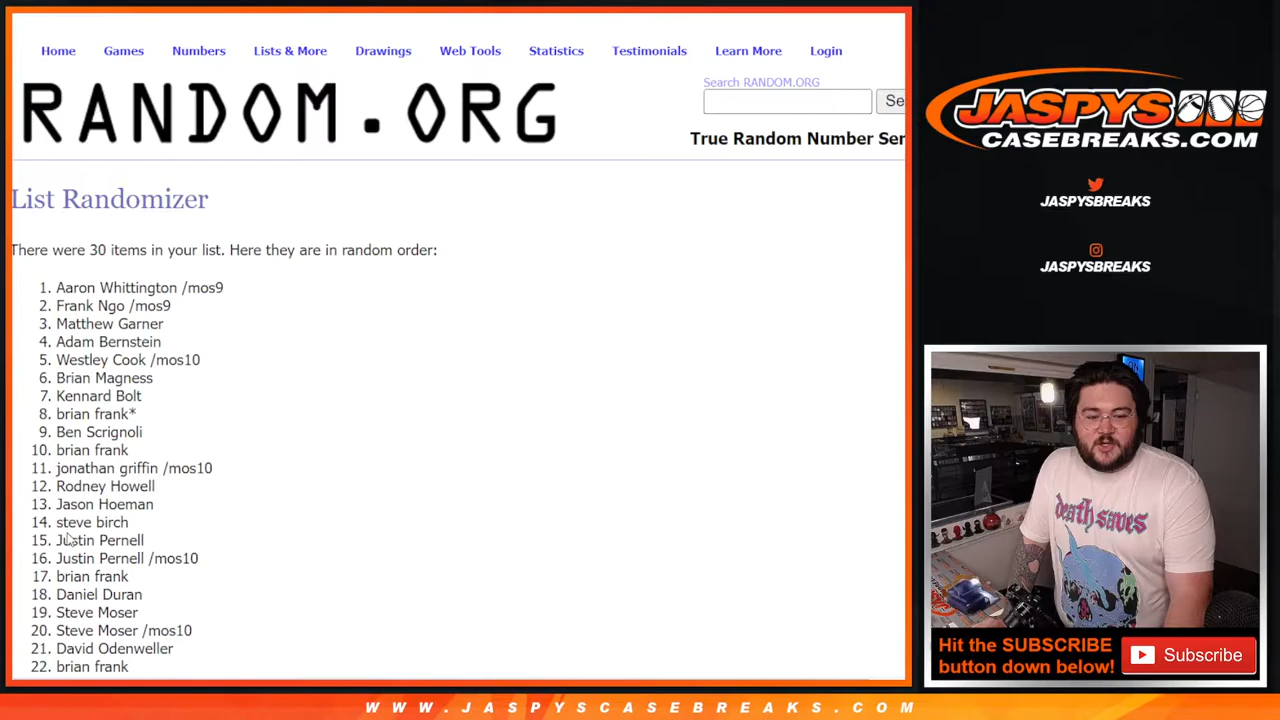 Home Games Numbers Lists & More Drawings Web Tools Statistics Testimonials Learn More Login
RANDOM.ORG
Search RANDOM.ORG
Se
True Random Number Ser
List Randomizer
There were 30 items in your list. Here they are in random order:
1. Aaron Whittington /mos9
2. Frank Ngo /mos9
3. Matthew Garner
4. Adam Bernstein
5. Westley Cook /mos10
6. Brian Magness
7. Kennard Bolt
8. brian frank*
9. Ben Scrignoli
10. brian frank
11. jonathan griffin /mos10
12. Rodney Howell
13. Jason Hoeman
14. steve birch
15. Justin Pernell
16. Justin Pernell /mos10
17. brian frank
18. Daniel Duran
19. Steve Moser
20. Steve Moser /mos10
21. David Odenweller
22. brian frank
JASPYS
CASEBREAKS.COM
JASPYSBREAKS
JASPYSBREAKS
death saves
Hit the SUBSCRIBE
button down below!
Subscribe
WWW.JASPYSCASEBREAKS.COM